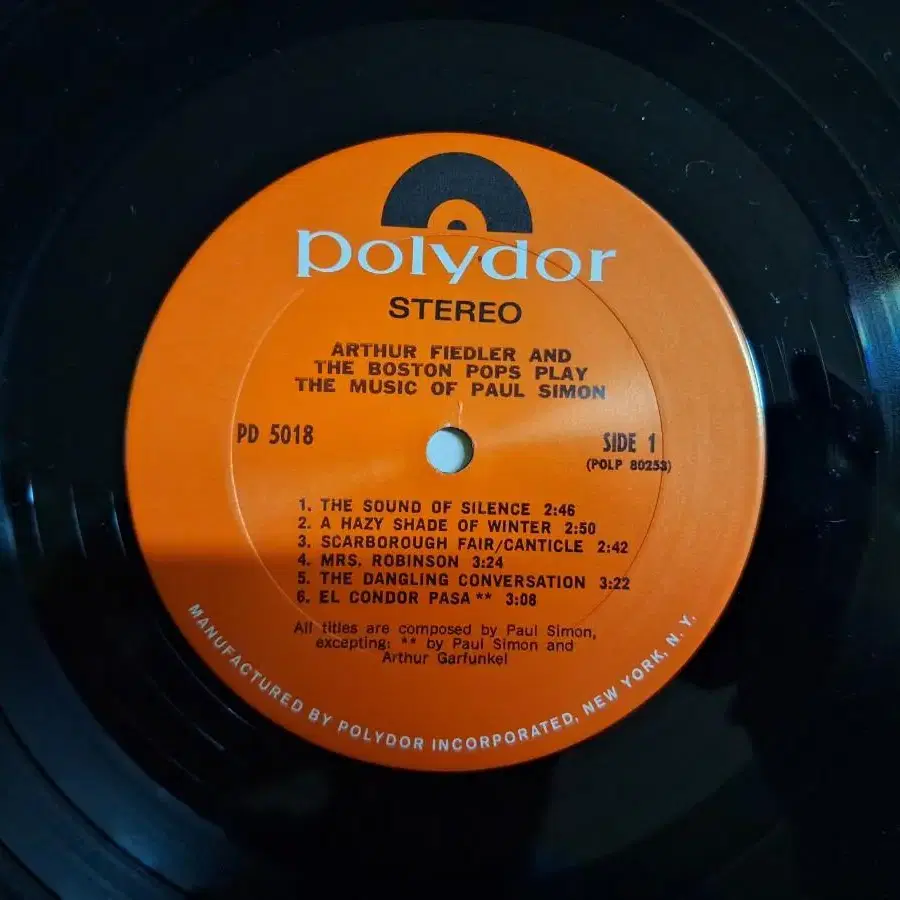 polydor
STEREO
ARTHUR FIEDLER AND
THE BOSTON POPS PLAY
THE MUSIC OF PAUL SIMON
PD 5018
SIDE 1
(POLP 80253)
1. THE SOUND OF SILENCE 2:46
2. A HAZY SHADE OF WINTER 2:50
3. SCARBOROUGH FAIR/CANTICLE 2:42
4. MRS. ROBINSON 3:24
5. THE DANGLING CONVERSATION 3:22
6. EL CONDOR PASA ** 3:08
All titles are composed by Paul Simon,
excepting: ** by Paul Simon and
Arthur Garfunkel
MANUFACTURED BY POLYDOR INCORPORATED, NEW YORK, N. Y.